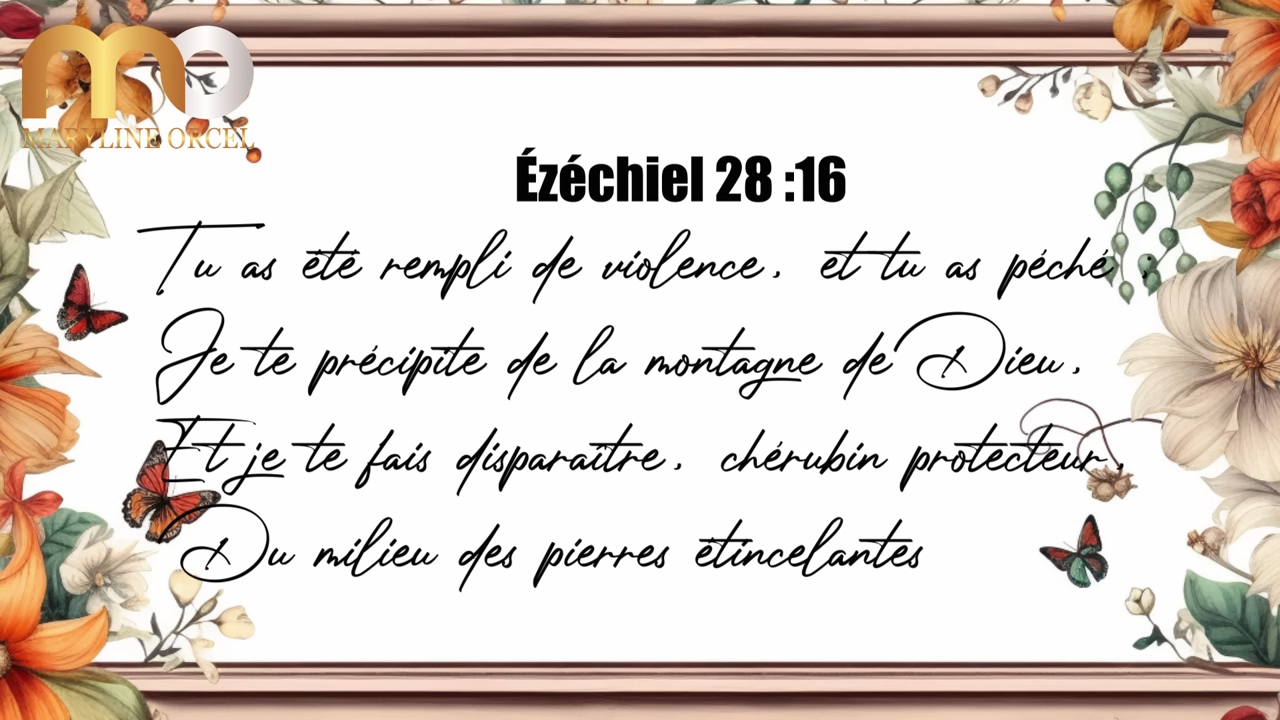 MO
MARYLINE ORCEL
Ézéchiel 28 :16
Tu as été rempli de violence, et tu as péché ;
Je te précipite de la montagne de Dieu,
Et je te fais disparaître, chérubin protecteur,
Du milieu des pierres étincelantes